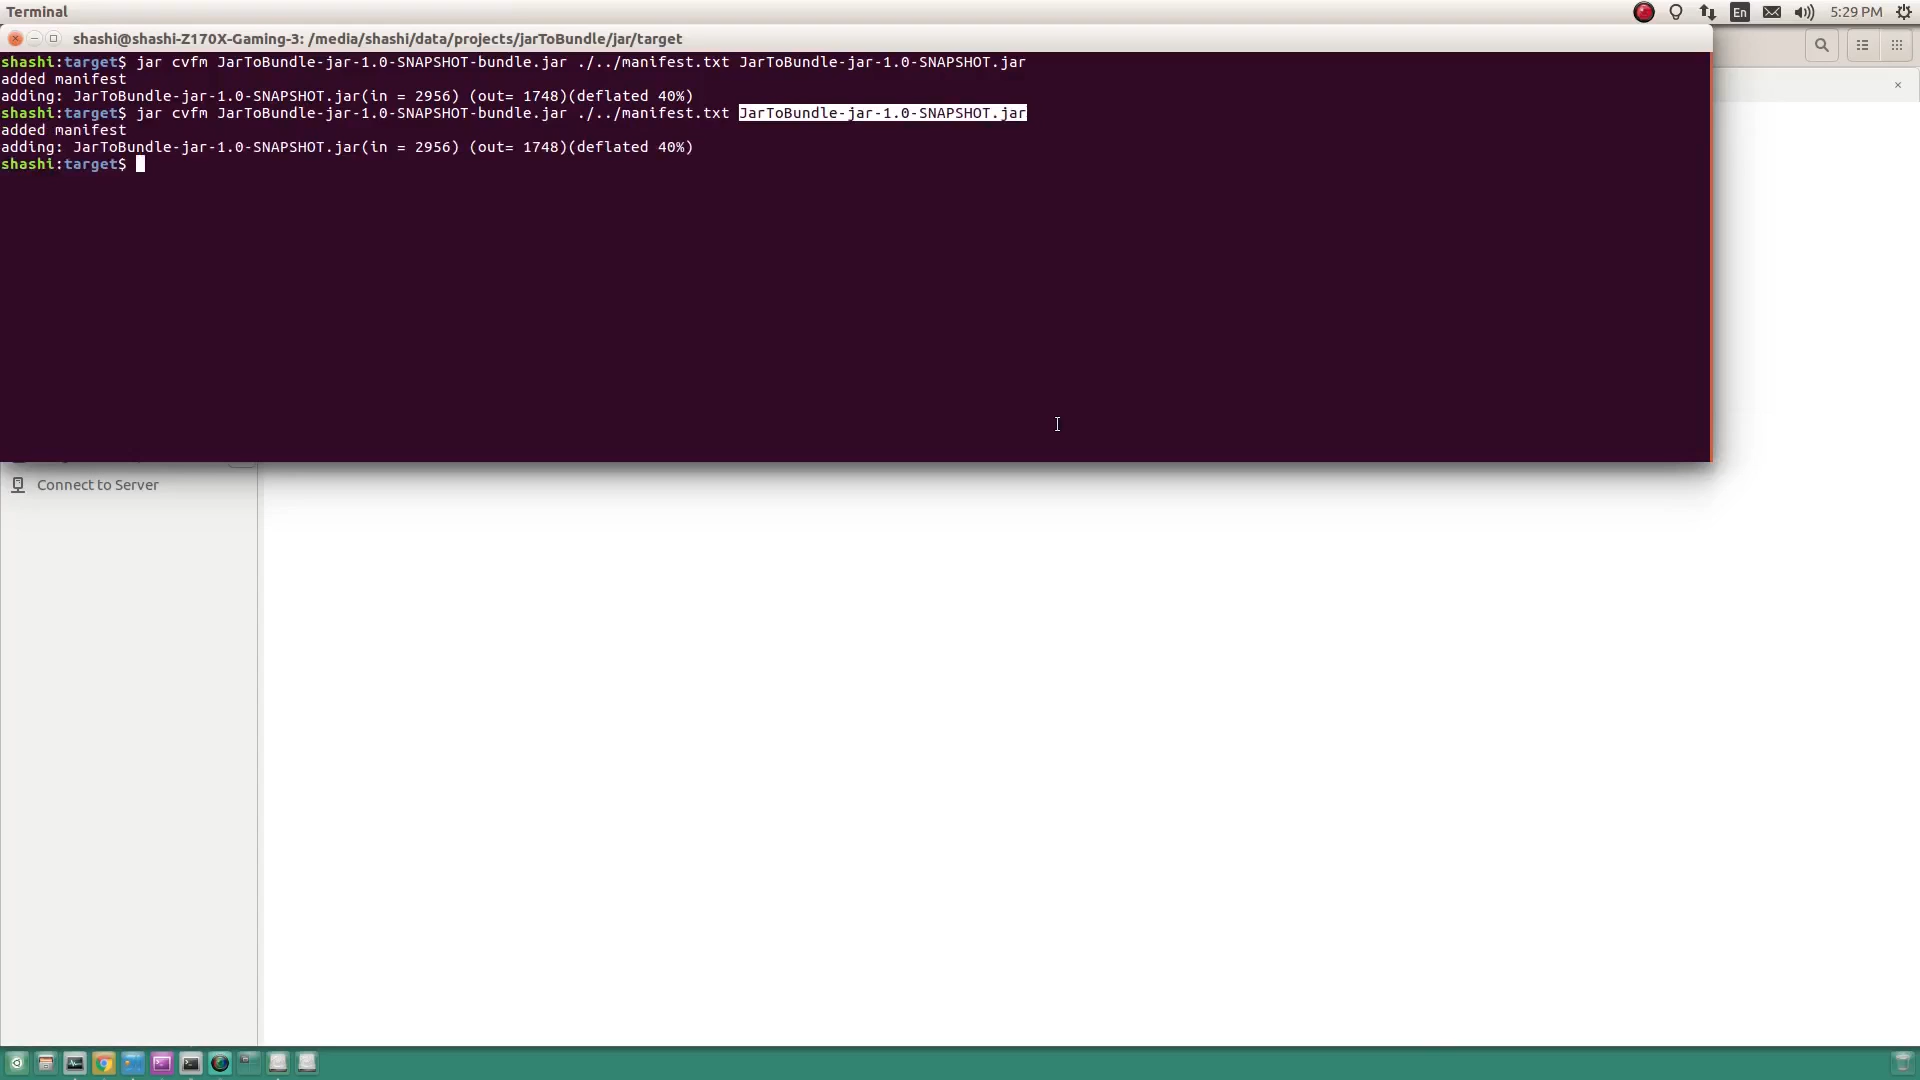 Terminal
En
5:29 PM
shashi@shashi-Z170X-Gaming-3: /media/shashi/data/projects/jarToBundle/jar/target
shashi:target$ jar cvfm JarToBundle-jar-1.0-SNAPSHOT-bundle.jar ./../manifest.txt JarToBundle-jar-1.0-SNAPSHOT.jar
added manifest
adding: JarToBundle-jar-1.0-SNAPSHOT.jar(in = 2956) (out= 1748)(deflated 40%)
shashi:target$ jar cvfm JarToBundle-jar-1.0-SNAPSHOT-bundle.jar ./../manifest.txt JarToBundle-jar-1.0-SNAPSHOT.jar
added manifest
adding: JarToBundle-jar-1.0-SNAPSHOT.jar(in = 2956) (out= 1748)(deflated 40%)
shashi:target$
Connect to Server